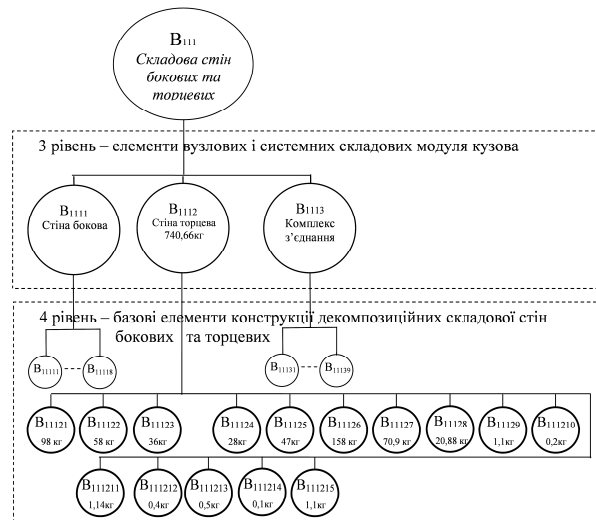 В111
Складова стін
бокових та
торцевих
3 рівень – елементи вузлових і системних складових модуля кузова
В1111
Стіна бокова
В1112
Стіна торцева
740,66кг
В1113
Комплекс
з’єднання
4 рівень – базові елементи конструкції декомпозиційних складової стін
бокових та торцевих
В11111
В11118
В11131
В11139
В11121
98 кг
В11122
58 кг
В11123
36кг
В11124
28кг
В11125
47кг
В11126
158 кг
В11127
70,9 кг
В11128
20,88 кг
В11129
1,1кг
В111210
0,2кг
В111211
1,14кг
В111212
0,4кг
В111213
0,5кг
В111214
0,1кг
В111215
1,1кг